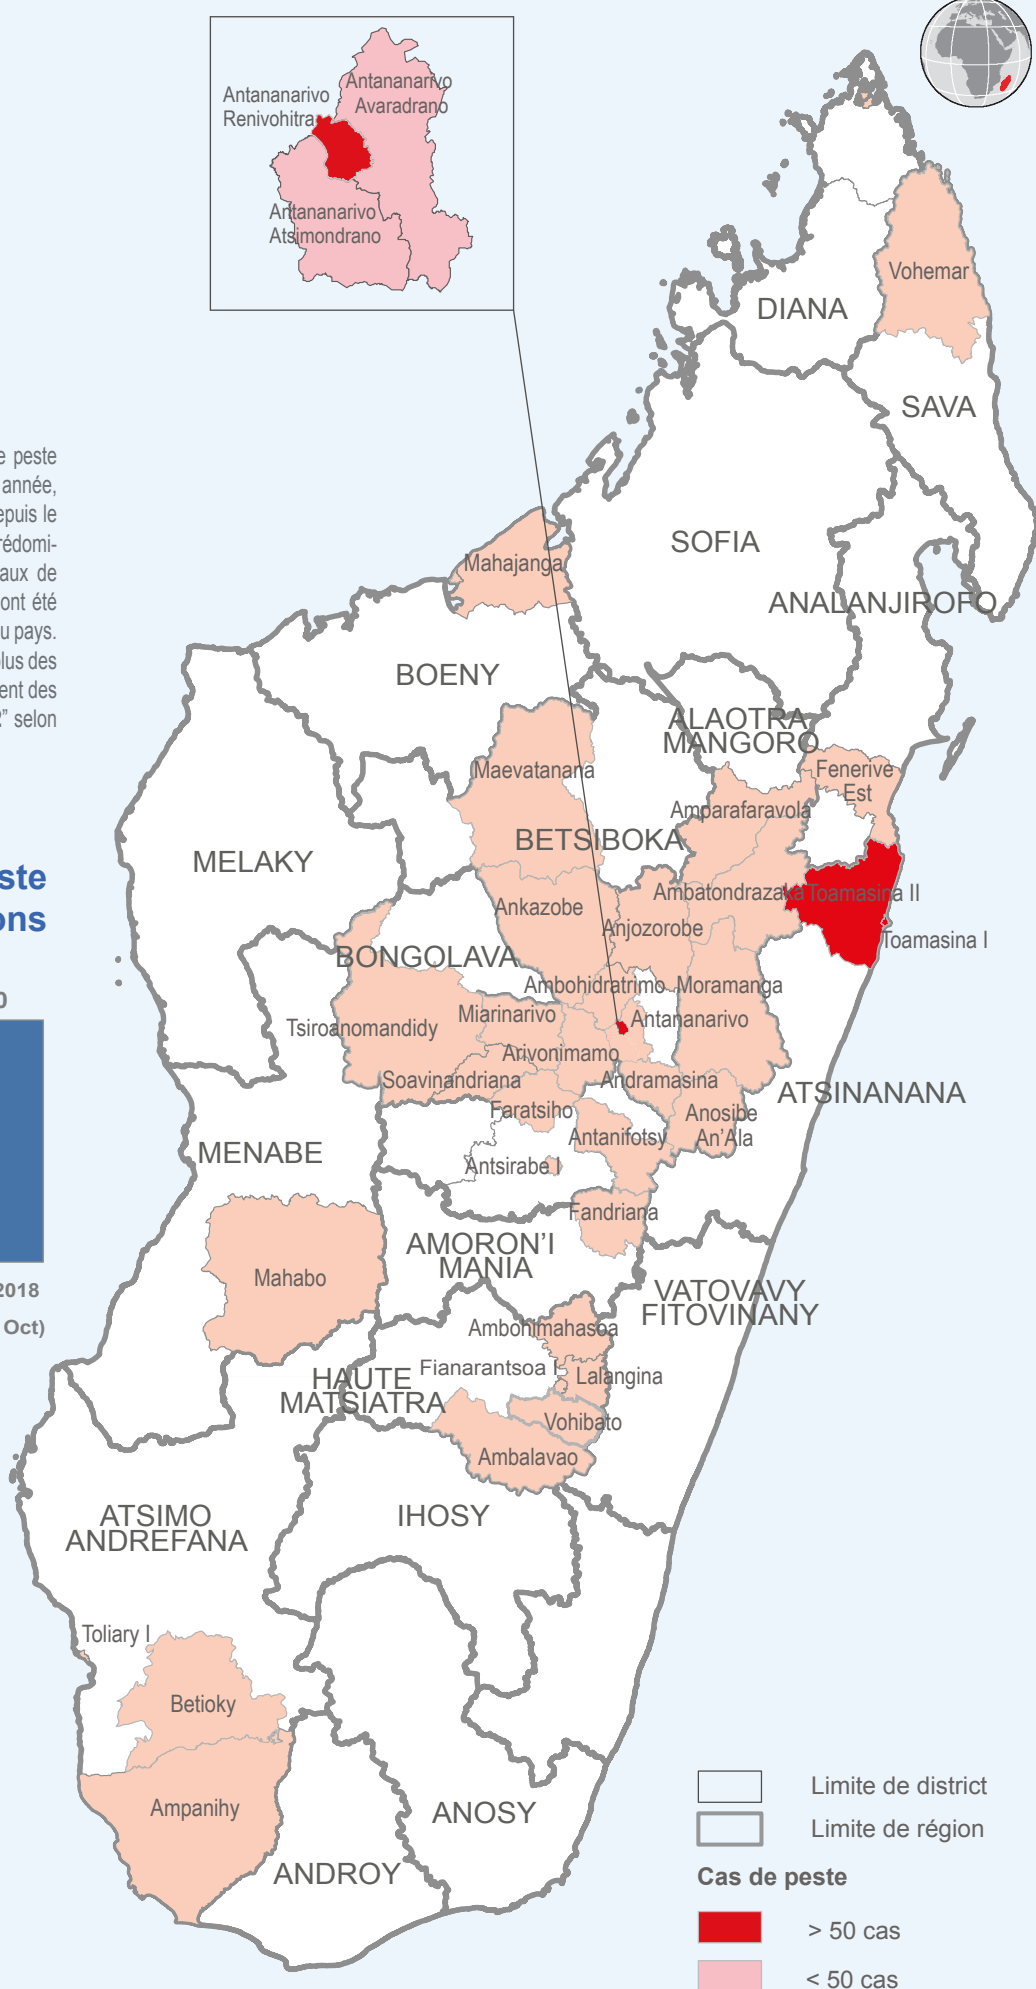 Antananarivo
Renivohitra
Antananarivo
Avaradrano
Antananarivo
Atsimondrano
Vohemar
DIANA
SAVA
e peste
année,
epuis le
rédomi-
aux de
ont été
u pays.
lus des
ent des
" selon
SOFIA
Mahajanga
ANALANJIROFO
BOENY
ALAOTRA
MANGORO
Maevatanana
Fenerive
Est
Amparafaravola
BETSIBOKA
MELAKY
ste
ons
Ambatondrazaka
Toamasina II
Ankazobe
Anjozorobe
Toamasina I
BONGOLAVA
Ambohidratrimo
Moramanga
0
Miarinarivo
Antananarivo
Tsiroanomandidy
Arivonimamo
Soavinandriana
Andramasina
ATSINANANA
Faratsiho
Anosibe
An'Ala
Antanifotsy
MENABE
Antsirabe I
Fandriana
AMORON'I
MANIA
Mahabo
2018
VATOVAVY
FITOVINANY
Oct)
Ambohimahasoa
Fianarantsoa I
Lalangina
HAUTE
MATSIATRA
Vohibato
Ambalavao
ATSIMO
ANDREFANA
IHOSY
Toliary I
Betioky
Ampanihy
ANOSY
ANDROY
Limite de district
Limite de région
Cas de peste
> 50 cas
< 50 cas